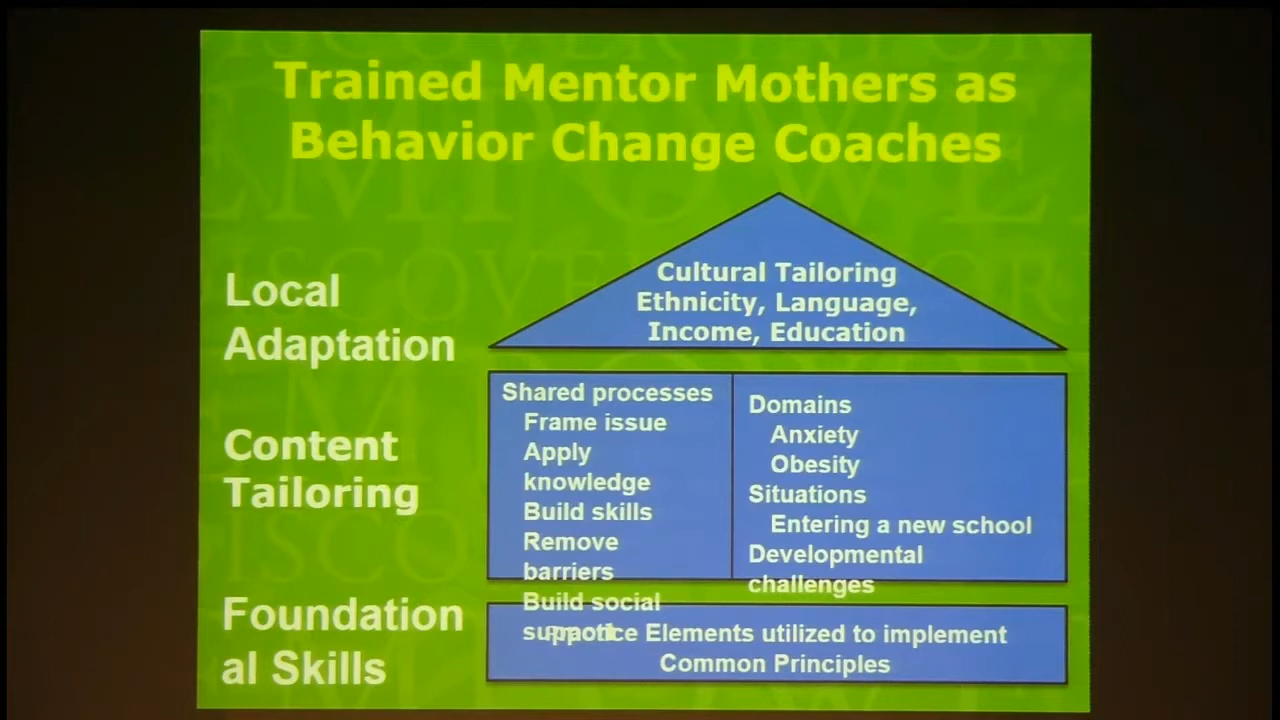 Trained Mentor Mothers as
Behavior Change Coaches
Local
Adaptation
Cultural Tailoring
Ethnicity, Language,
Income, Education
Content
Tailoring
Shared processes
Frame issue
Apply
knowledge
Build skills
Remove
barriers
Build social
support
Domains
Anxiety
Obesity
Situations
Entering a new school
Developmental
challenges
Foundation
al Skills
Practice Elements utilized to implement
Common Principles